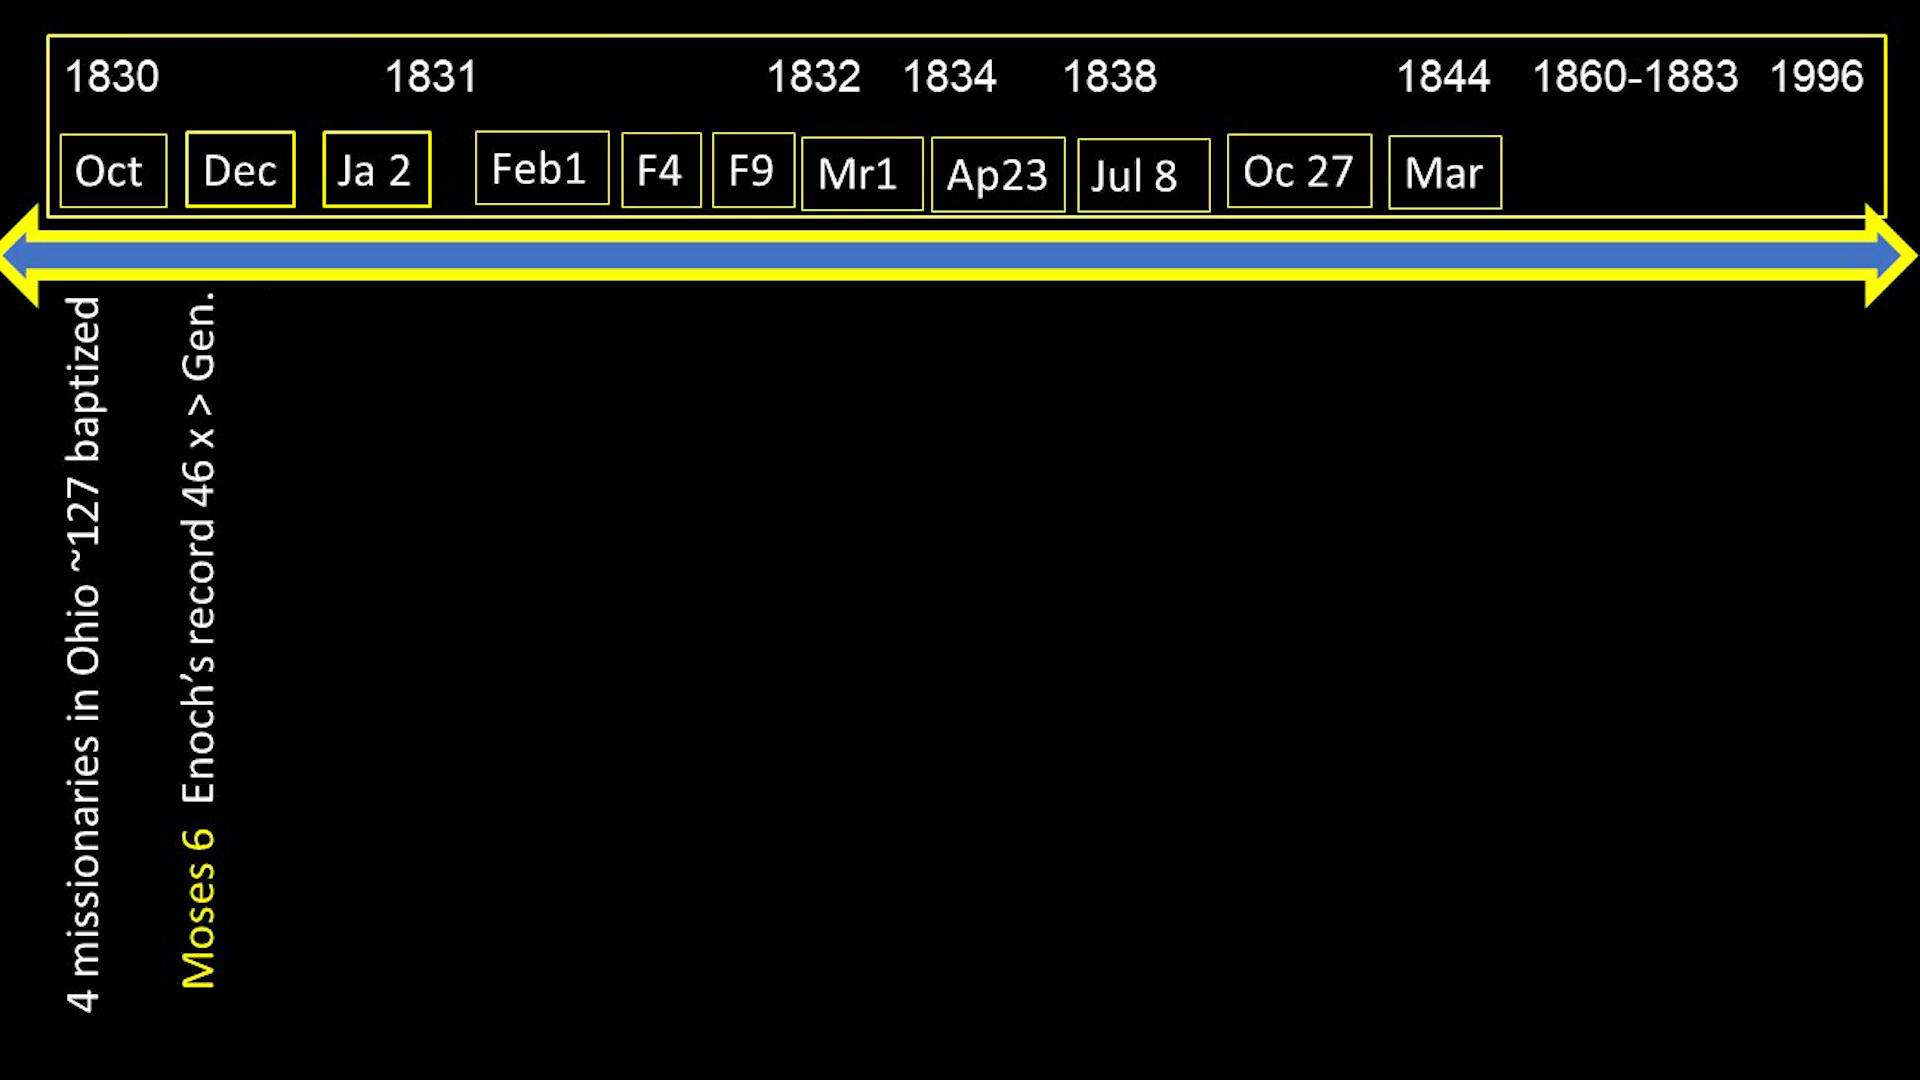 1830 1831 1832 1834 1838 1844 1860-1883 1996
Oct Dec Ja 2 Feb1 F4 F9 Mr1 Ap23 Jul 8 Oc 27 Mar
4 missionaries in Ohio ~127 baptized
Moses 6 Enoch’s record 46 x > Gen.